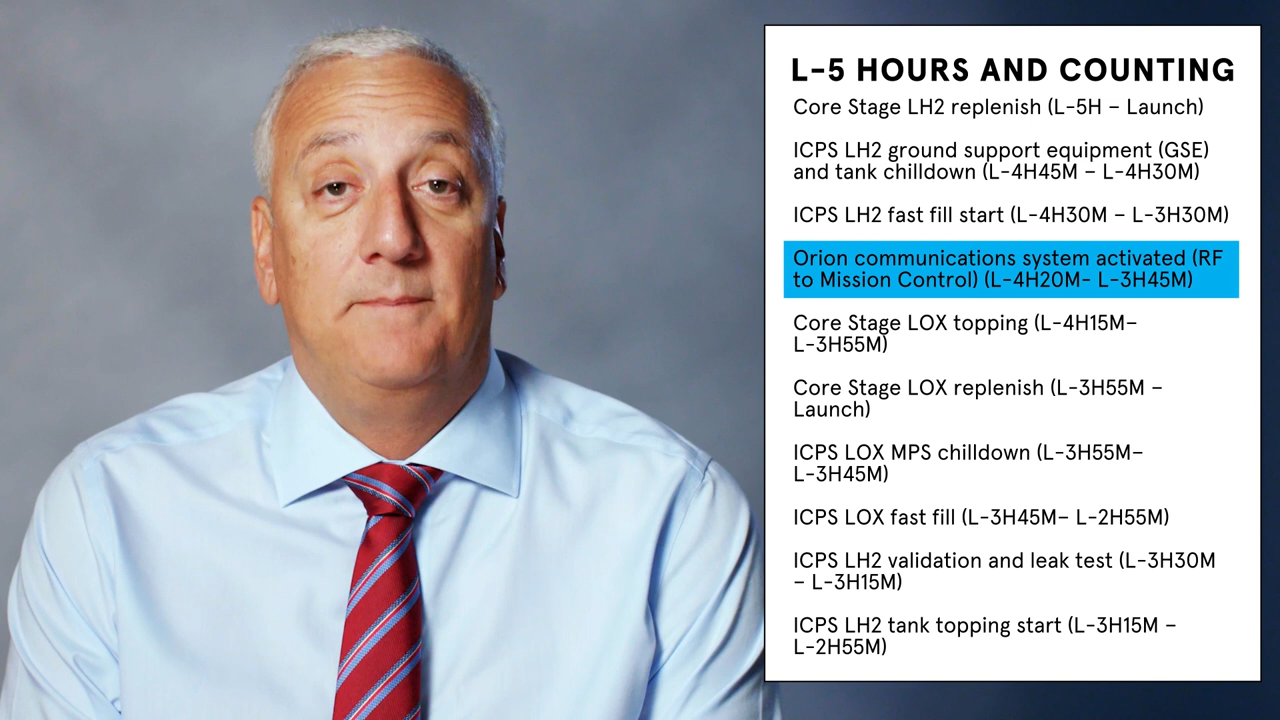 L-5 HOURS AND COUNTING
Core Stage LH2 replenish (L-5H – Launch)
ICPS LH2 ground support equipment (GSE)
and tank chilldown (L-4H45M – L-4H30M)
ICPS LH2 fast fill start (L-4H30M – L-3H30M)
Orion communications system activated (RF
to Mission Control) (L-4H20M- L-3H45M)
Core Stage LOX topping (L-4H15M–
L-3H55M)
Core Stage LOX replenish (L-3H55M –
Launch)
ICPS LOX MPS chilldown (L-3H55M–
L-3H45M)
ICPS LOX fast fill (L-3H45M– L-2H55M)
ICPS LH2 validation and leak test (L-3H30M
– L-3H15M)
ICPS LH2 tank topping start (L-3H15M –
L-2H55M)